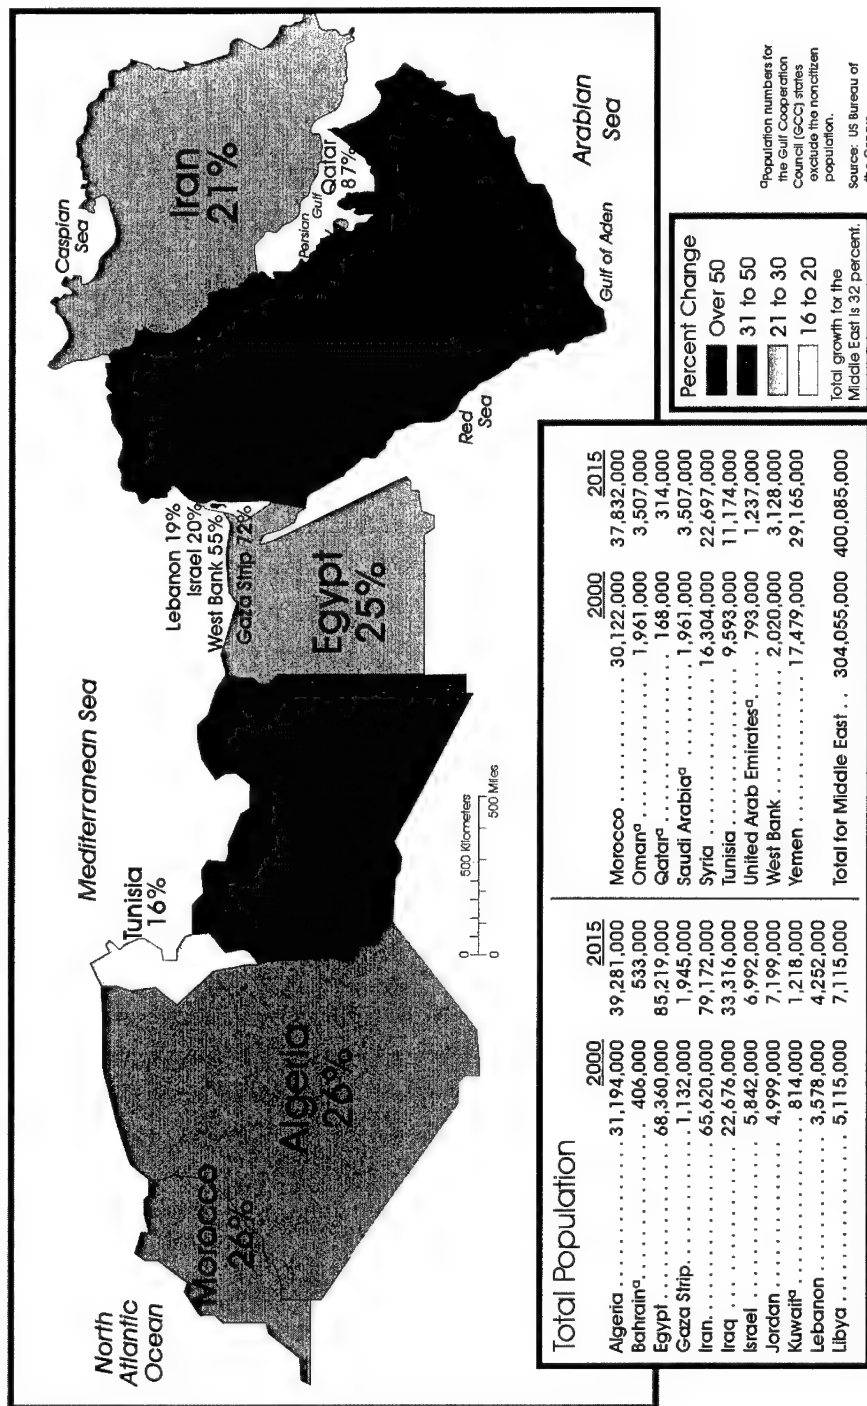 North
Atlantic
Ocean
Mediterranean Sea
Caspian
Sea
Morocco
26%
Algeria
26%
Tunisia
16%
Lebanon 19%
Israel 20%
West Bank 55%
Gaza Strip 72%
Egypt
25%
Iran
21%
Persian
Gulf
Qatar
87%
Red
Sea
Gulf of Aden
Arabian
Sea
0 500 Kilometers
0 500 Miles
Total Population
2000 2015
Algeria 31,194,000 39,281,000
Bahrainᵃ 406,000 533,000
Egypt 68,360,000 85,219,000
Gaza Strip 1,132,000 1,945,000
Iran 65,620,000 79,172,000
Iraq 22,676,000 33,316,000
Israel 5,842,000 6,992,000
Jordan 4,999,000 7,199,000
Kuwaitᵃ 814,000 1,218,000
Lebanon 3,578,000 4,252,000
Libya 5,115,000 7,115,000
2000 2015
Morocco 30,122,000 37,832,000
Omanᵃ 1,961,000 3,507,000
Qatarᵃ 168,000 314,000
Saudi Arabiaᵃ 1,961,000 3,507,000
Syria 16,304,000 22,697,000
Tunisia 9,593,000 11,174,000
United Arab Emiratesᵃ 793,000 1,237,000
West Bank 2,020,000 3,128,000
Yemen 17,479,000 29,165,000
Total for Middle East 304,055,000 400,085,000
Percent Change
Over 50
31 to 50
21 to 30
16 to 20
Total growth for the
Middle East is 32 percent.
ᵃPopulation numbers for
the Gulf Cooperation
Council (GCC) states
exclude the noncitizen
population.
Source: US Bureau of